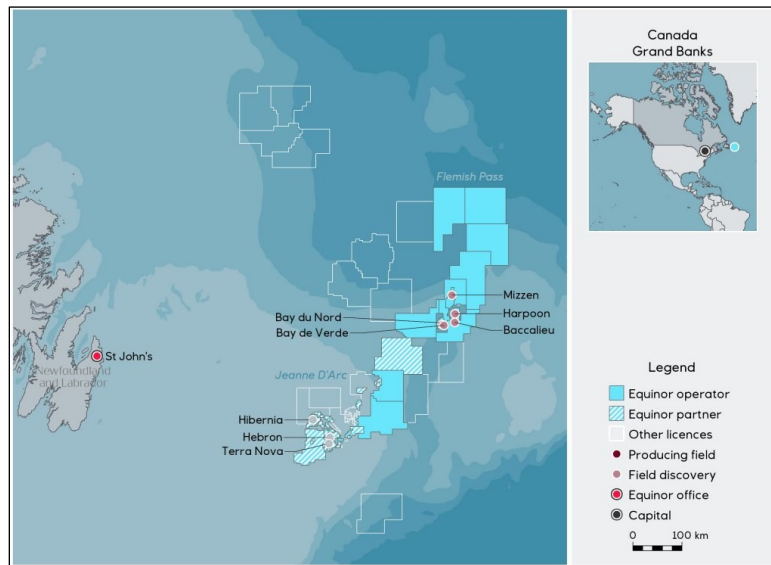 Flemish Pass
Mizzen
Harpoon
Bay du Nord
Bay de Verde
Baccalieu
St John's
Newfoundland
and Labrador
Jeanne D'Arc
Hibernia
Hebron
Terra Nova
Canada
Grand Banks
Legend
Equinor operator
Equinor partner
Other licences
Producing field
Field discovery
Equinor office
Capital
0 100 km